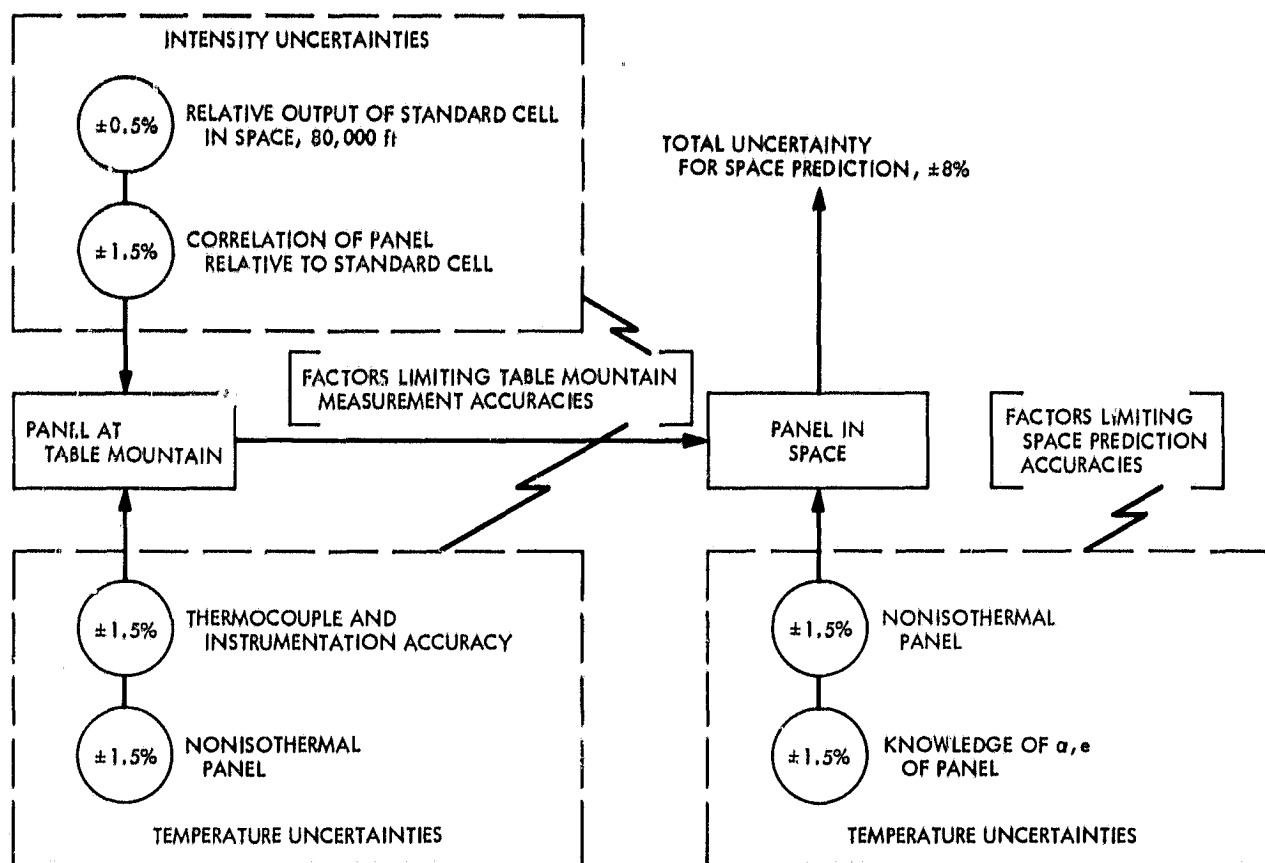 INTENSITY UNCERTAINTIES
±0.5%
RELATIVE OUTPUT OF STANDARD CELL
IN SPACE, 80,000 ft
±1.5%
CORRELATION OF PANEL
RELATIVE TO STANDARD CELL
TOTAL UNCERTAINTY
FOR SPACE PREDICTION, ±8%
FACTORS LIMITING TABLE MOUNTAIN
MEASUREMENT ACCURACIES
PANEL AT
TABLE MOUNTAIN
PANEL IN
SPACE
FACTORS LIMITING
SPACE PREDICTION
ACCURACIES
±1.5%
THERMOCOUPLE AND
INSTRUMENTATION ACCURACY
±1.5%
NONISOTHERMAL
PANEL
TEMPERATURE UNCERTAINTIES
±1.5%
NONISOTHERMAL
PANEL
±1.5%
KNOWLEDGE OF α,e
OF PANEL
TEMPERATURE UNCERTAINTIES